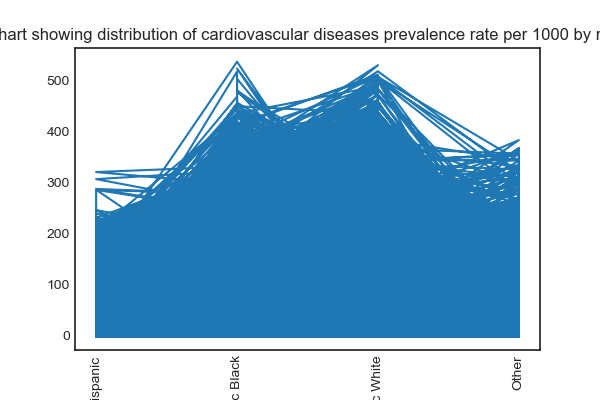 hart showing distribution of cardiovascular diseases prevalence rate per 1000 by r
500
400
300
200
100
0
ispanic
c Black
c White
Other